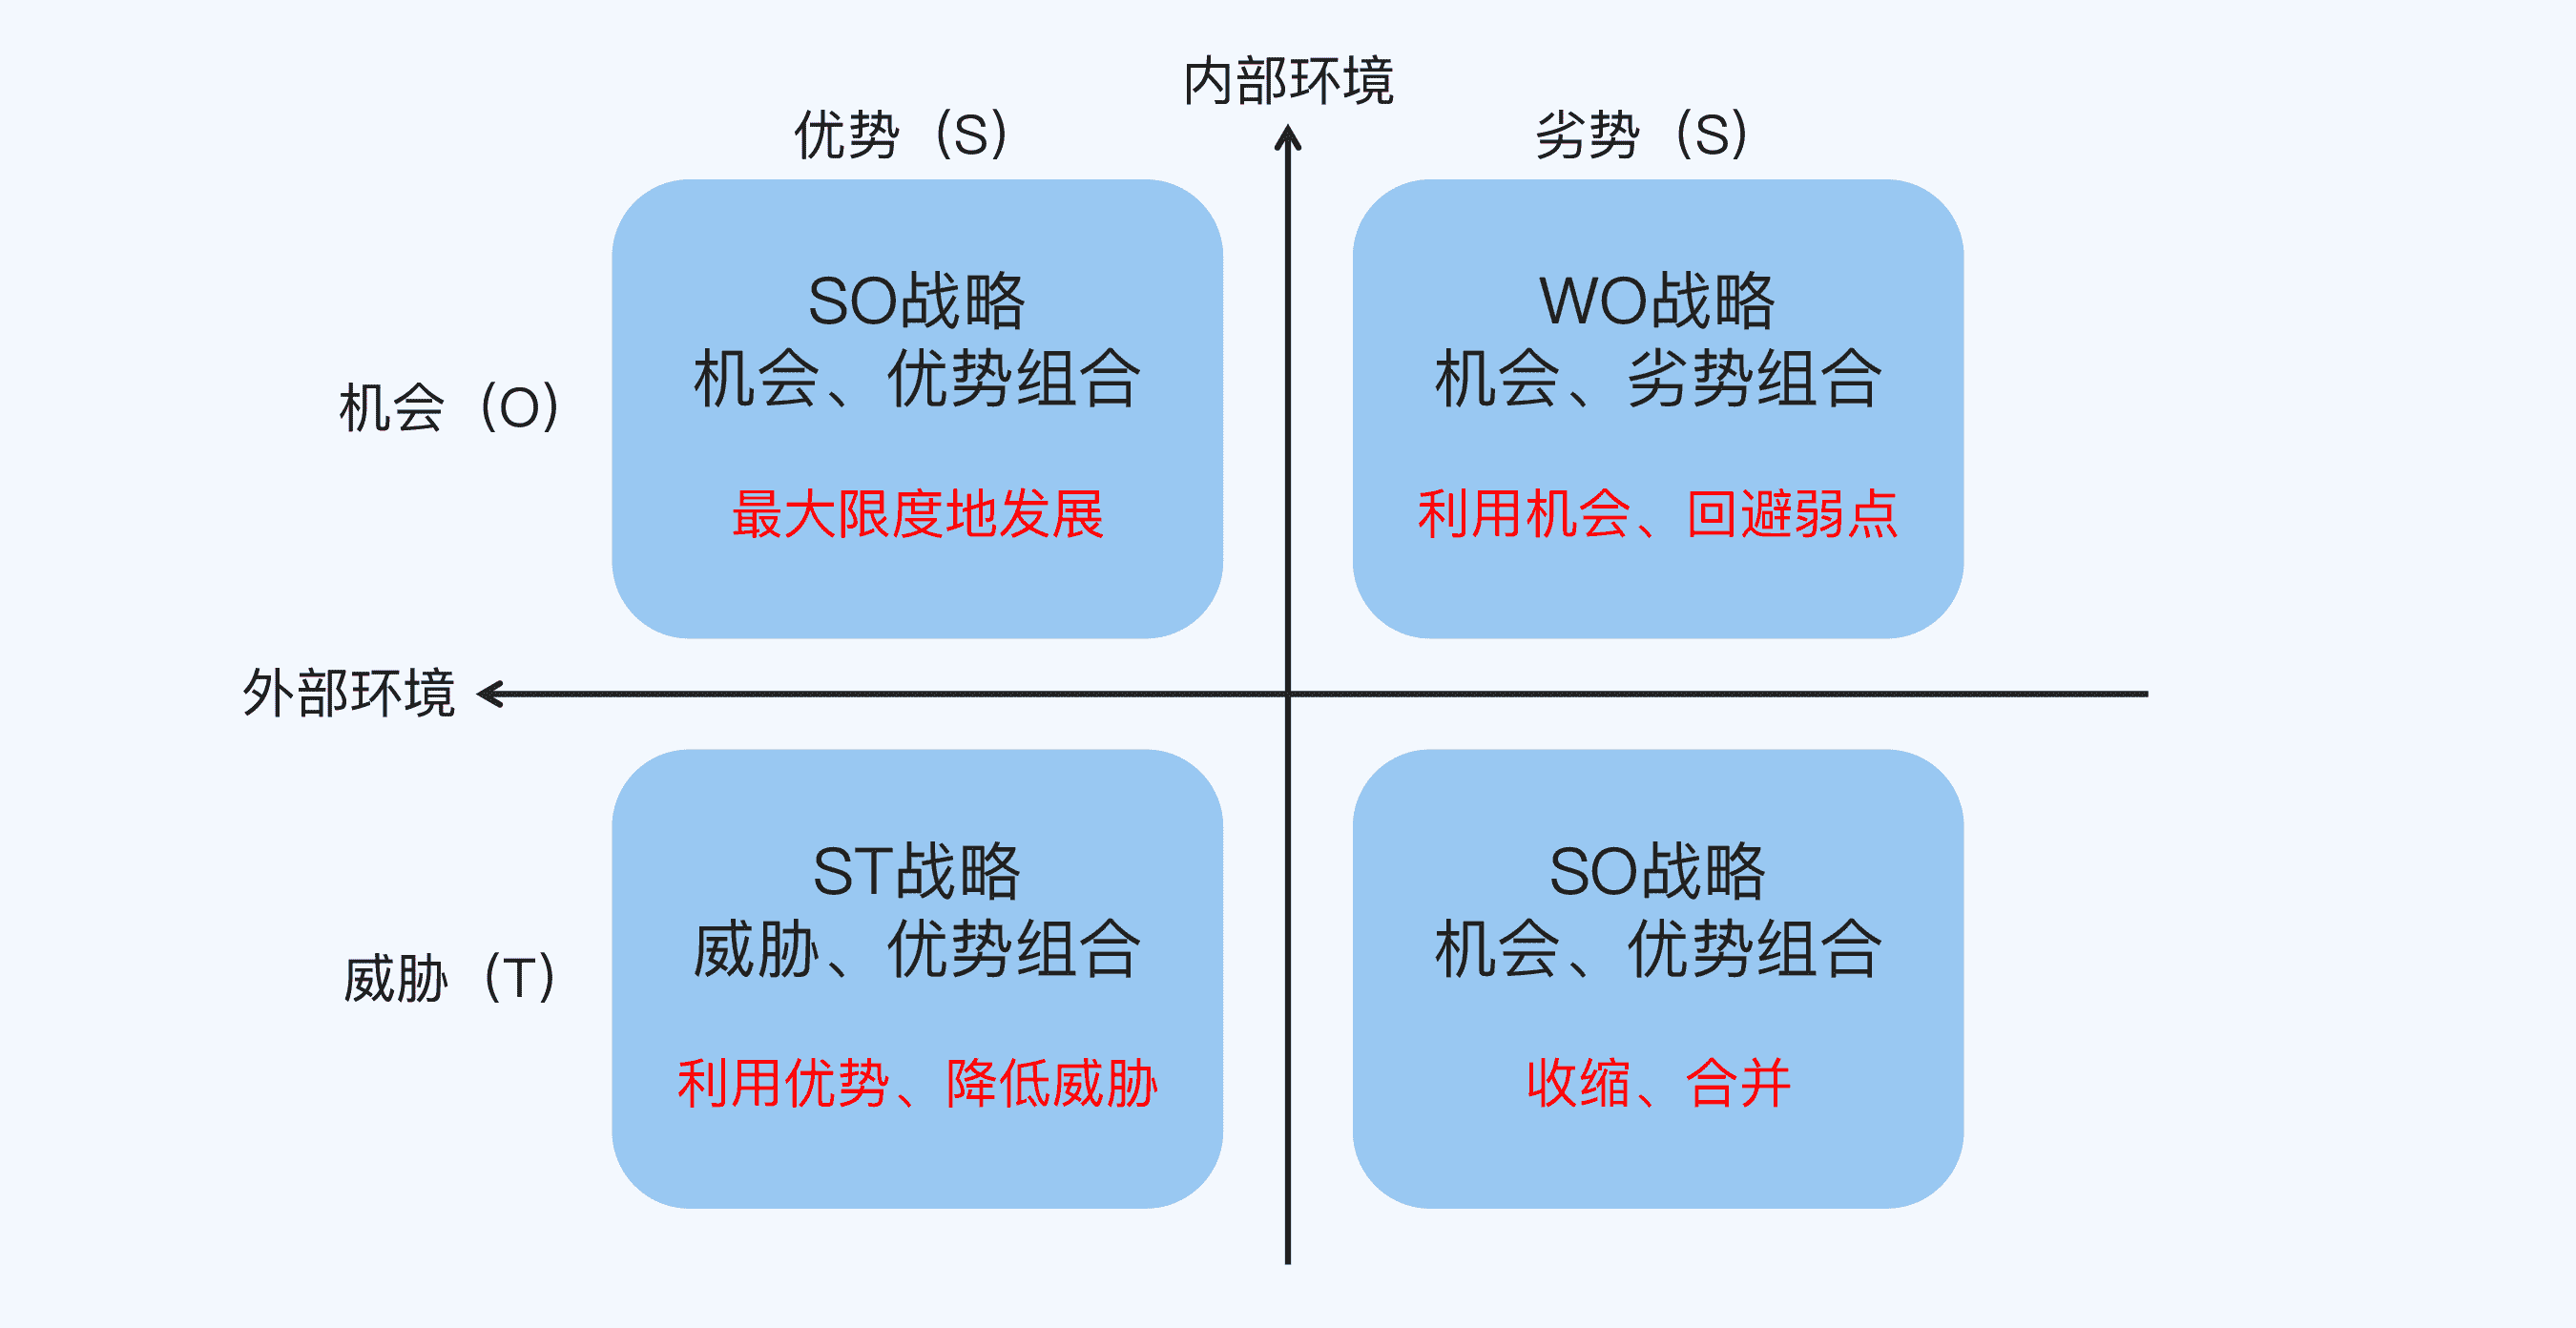 内部环境
优势（S）
劣势（S）
机会（O）
SO战略
机会、优势组合
最大限度地发展
WO战略
机会、劣势组合
利用机会、回避弱点
外部环境
威胁（T）
ST战略
威胁、优势组合
利用优势、降低威胁
SO战略
机会、优势组合
收缩、合并